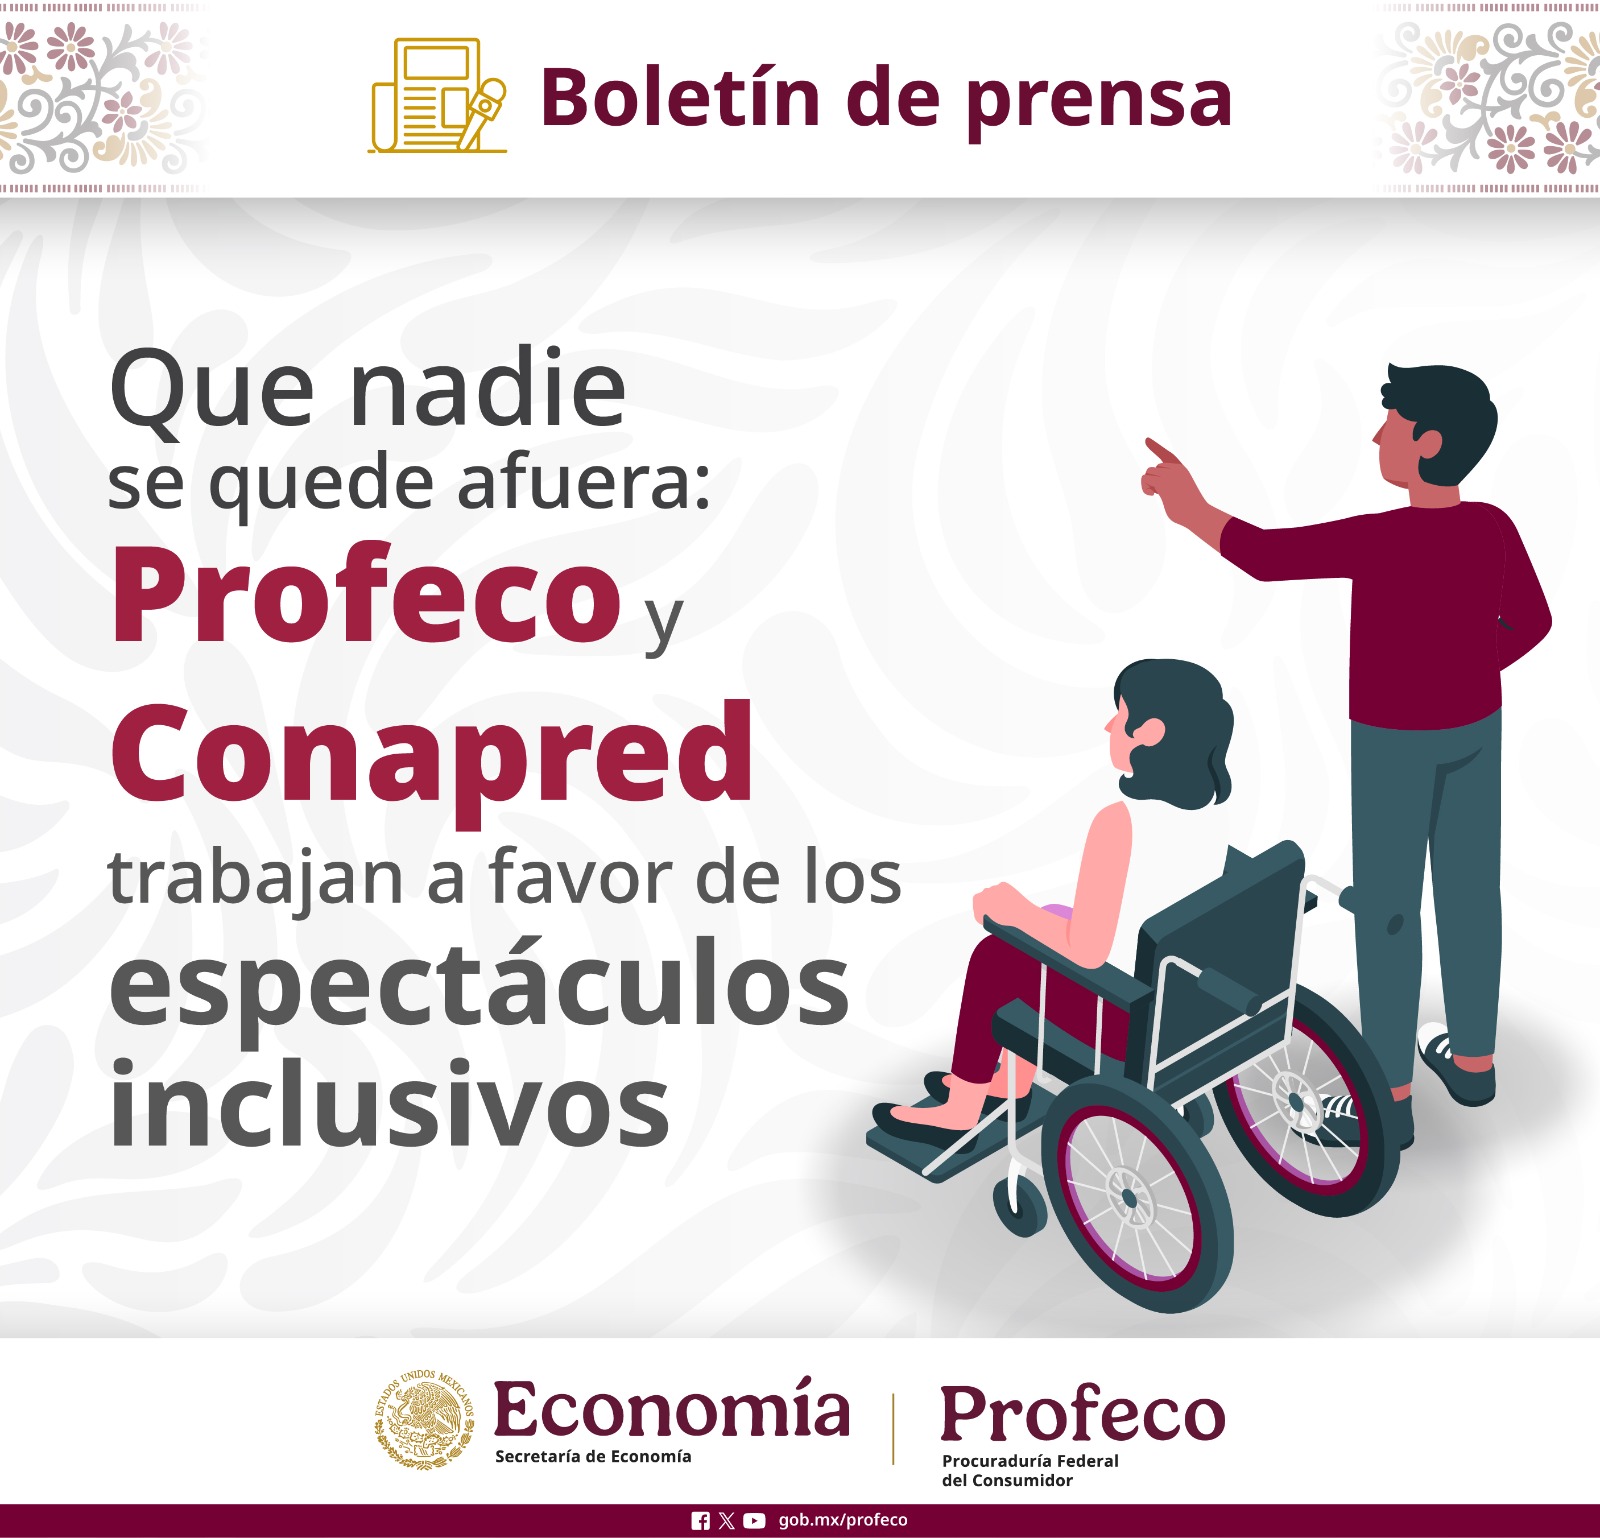 Boletín de prensa
Que nadie
se quede afuera:
Profeco y
Conapred
trabajan a favor de los
espectáculos
inclusivos
ESTADOS UNIDOS MEXICANOS
Economía
Secretaría de Economía
Profeco
Procuraduría Federal
del Consumidor
gob.mx/profeco